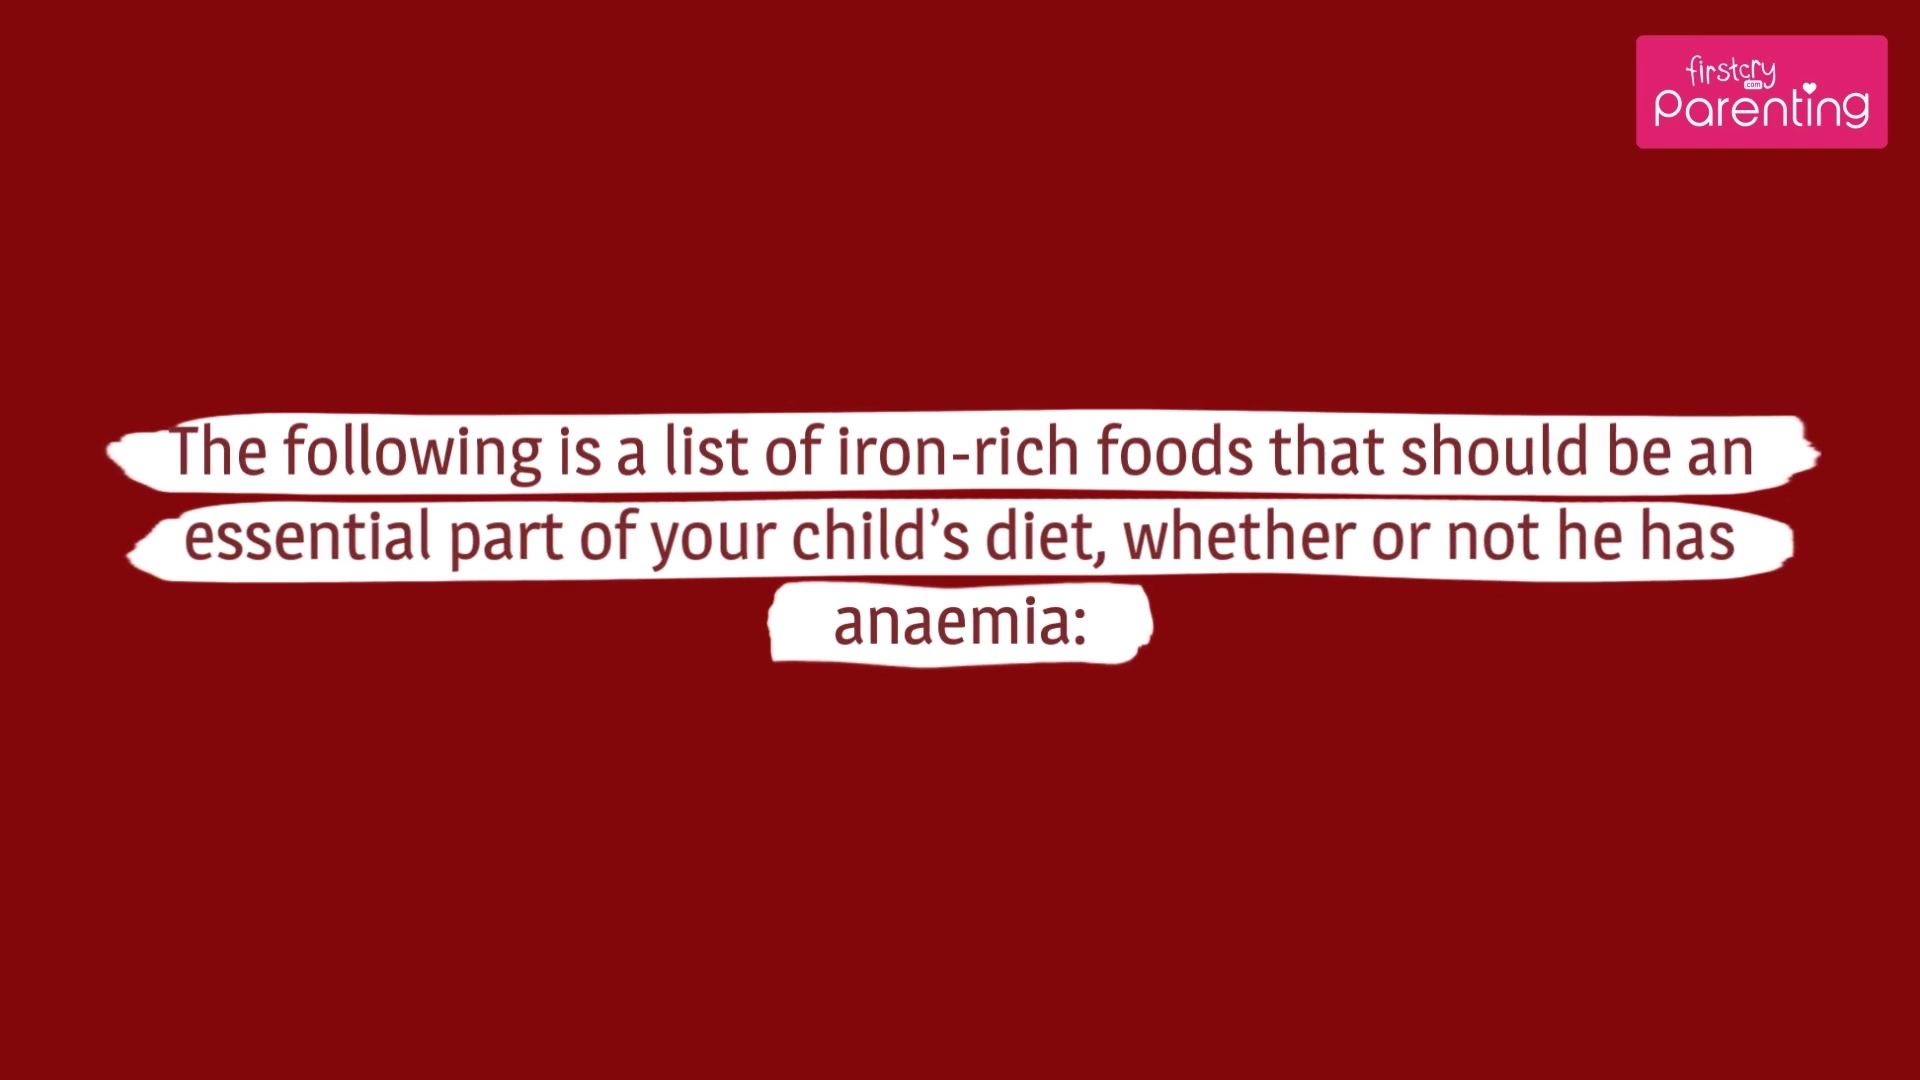 firstcry
.com
Parenting
The following is a list of iron-rich foods that should be an
essential part of your child’s diet, whether or not he has
anaemia: